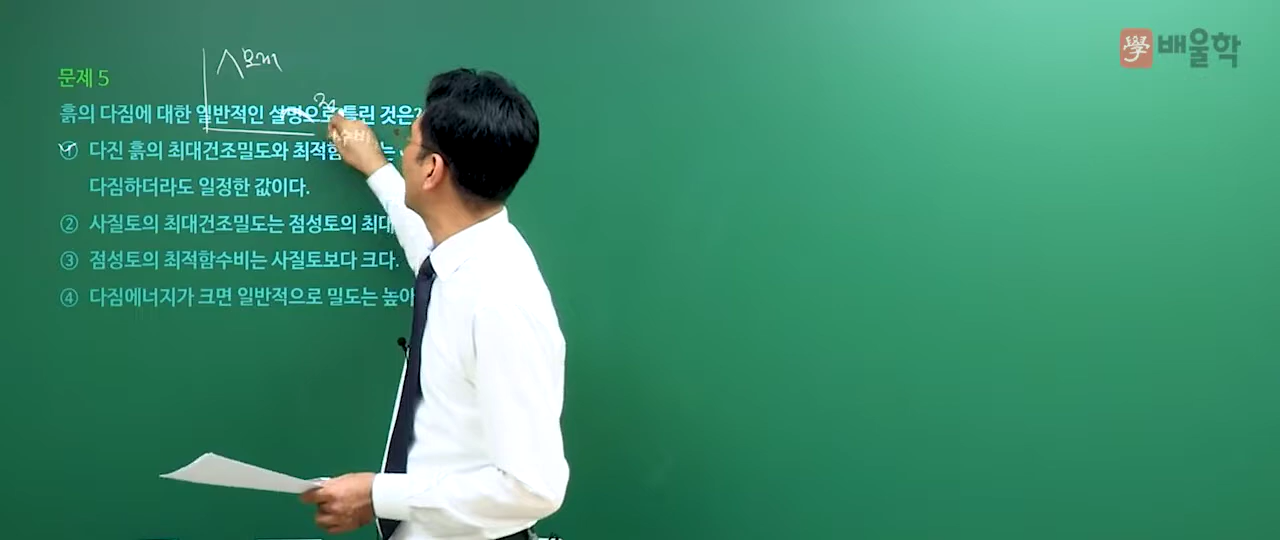 學 배울학
문제 5
모래
흙의 다짐에 대한 일반적인 설명으로 틀린 것은?
수비
① 다진 흙의 최대건조밀도와 최적함 는
다짐하더라도 일정한 값이다.
② 사질토의 최대건조밀도는 점성토의 최대
③ 점성토의 최적함수비는 사질토보다 크다.
④ 다짐에너지가 크면 일반적으로 밀도는 높아